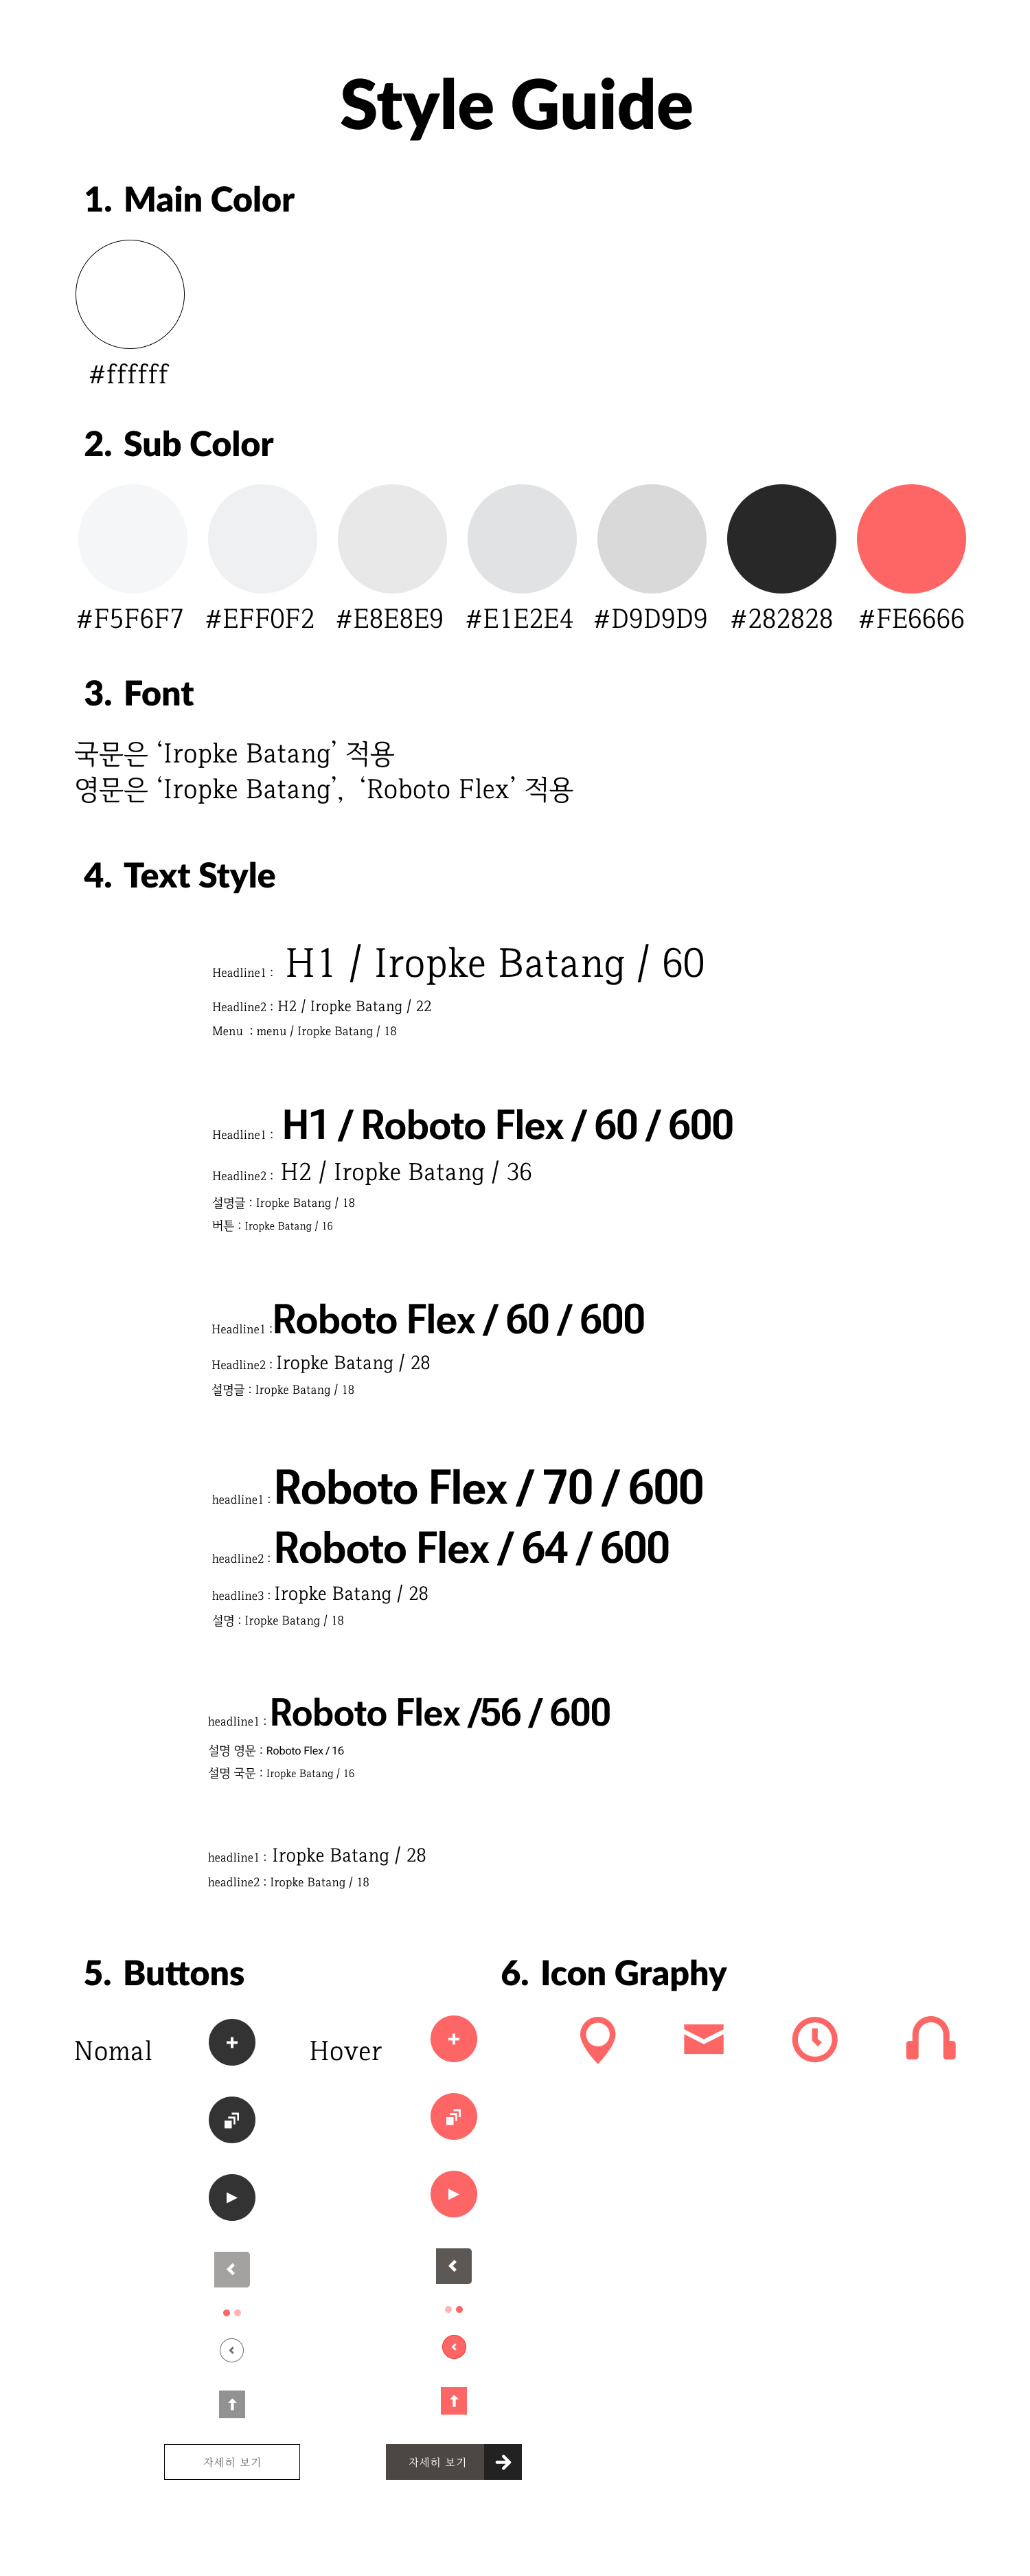 Style Guide
1. Main Color
#ffffff
2. Sub Color
#F5F6F7 #EFF0F2 #E8E8E9 #E1E2E4 #D9D9D9 #282828 #FE6666
3. Font
국문은 ‘Iropke Batang’ 적용
영문은 ‘Iropke Batang’, ‘Roboto Flex’ 적용
4. Text Style
Headline1 : H1 / Iropke Batang / 60
Headline2 : H2 / Iropke Batang / 22
Menu : menu / Iropke Batang / 18
Headline1 : H1 / Roboto Flex / 60 / 600
Headline2 : H2 / Iropke Batang / 36
설명글 : Iropke Batang / 18
버튼 : Iropke Batang / 16
Headline1 : Roboto Flex / 60 / 600
Headline2 : Iropke Batang / 28
설명글 : Iropke Batang / 18
headline1 : Roboto Flex / 70 / 600
headline2 : Roboto Flex / 64 / 600
headline3 : Iropke Batang / 28
설명 : Iropke Batang / 18
headline1 : Roboto Flex /56 / 600
설명 영문 : Roboto Flex / 16
설명 국문 : Iropke Batang / 16
headline1 : Iropke Batang / 28
headline2 : Iropke Batang / 18
5. Buttons
6. Icon Graphy
Nomal
Hover
자세히 보기
자세히 보기